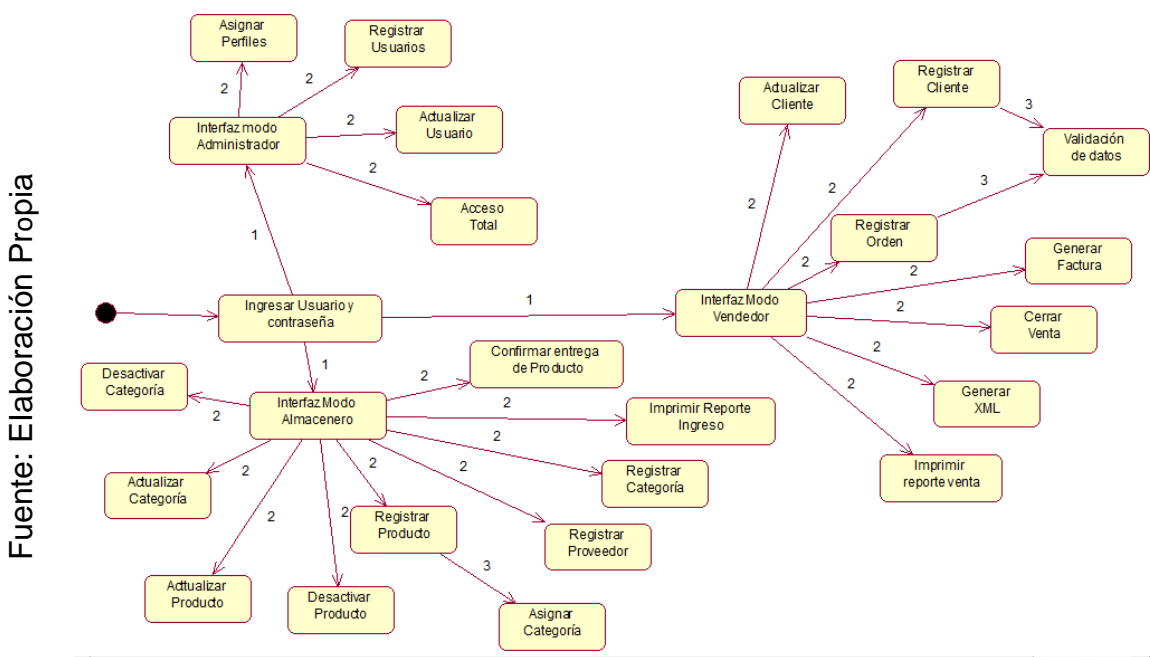 Fuente: Elaboración Propia
Asignar
Perfiles
Registrar
Usuarios
2
2
Interfaz modo
Administrador
2
Actualizar
Usuario
2
Acceso
Total
1
Ingresar Usuario y
contraseña
1
1
Actualizar
Cliente
Registrar
Cliente
3
Validación
de datos
2
2
3
Registrar
Orden
2
Interfaz Modo
Vendedor
2
Generar
Factura
2
Cerrar
Venta
2
Generar
XML
2
Imprimir
reporte venta
Desactivar
Categoría
2
Interfaz Modo
Almacenero
2
Confirmar entrega
de Producto
2
Imprimir Reporte
Ingreso
2
Registrar
Categoría
2
Actualizar
Categoría
2
2
Registrar
Proveedor
2
2
Registrar
Producto
3
Acttualizar
Producto
Desactivar
Producto
Asignar
Categoría